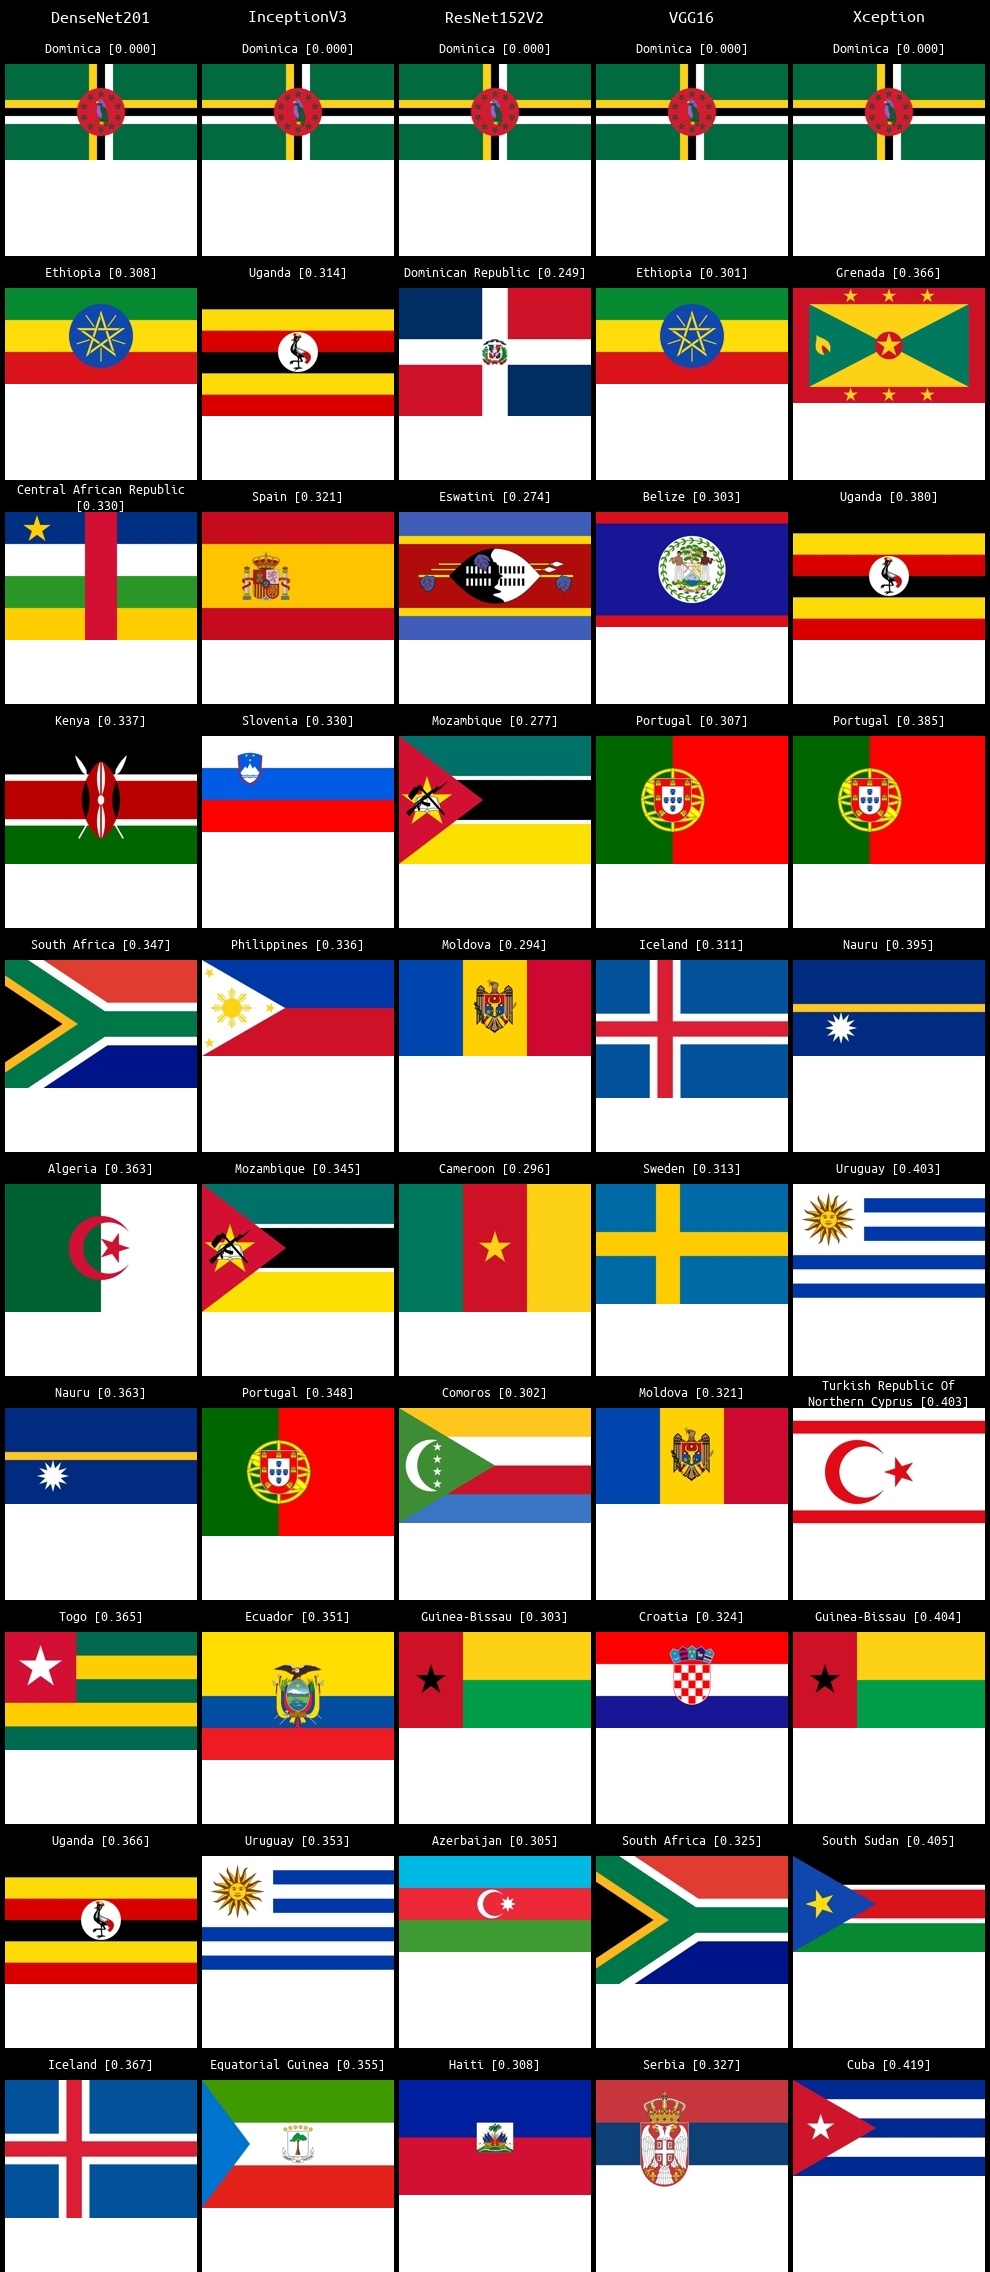 DenseNet201 InceptionV3 ResNet152V2 VGG16 Xception
Dominica [0.000] Dominica [0.000] Dominica [0.000] Dominica [0.000] Dominica [0.000]
Ethiopia [0.308] Uganda [0.314] Dominican Republic [0.249] Ethiopia [0.301] Grenada [0.366]
Central African Republic
[0.330] Spain [0.321] Eswatini [0.274] Belize [0.303] Uganda [0.380]
Kenya [0.337] Slovenia [0.330] Mozambique [0.277] Portugal [0.307] Portugal [0.385]
South Africa [0.347] Philippines [0.336] Moldova [0.294] Iceland [0.311] Nauru [0.395]
Algeria [0.363] Mozambique [0.345] Cameroon [0.296] Sweden [0.313] Uruguay [0.403]
Nauru [0.363] Portugal [0.348] Comoros [0.302] Moldova [0.321] Turkish Republic Of
Northern Cyprus [0.403]
Togo [0.365] Ecuador [0.351] Guinea-Bissau [0.303] Croatia [0.324] Guinea-Bissau [0.404]
Uganda [0.366] Uruguay [0.353] Azerbaijan [0.305] South Africa [0.325] South Sudan [0.405]
Iceland [0.367] Equatorial Guinea [0.355] Haiti [0.308] Serbia [0.327] Cuba [0.419]